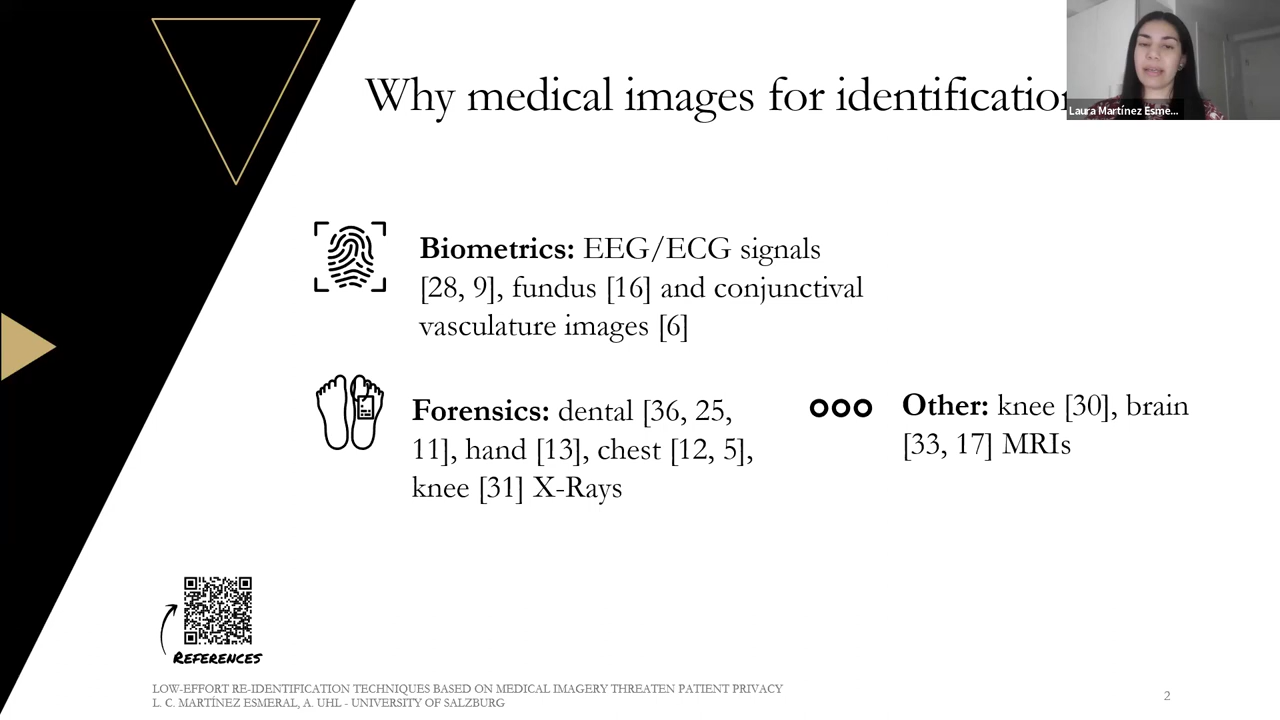 Why medical images for identification
Laura Martínez Esme...
Biometrics: EEG/ECG signals
[28, 9], fundus [16] and conjunctival
vasculature images [6]
Forensics: dental [36, 25,
11], hand [13], chest [12, 5],
knee [31] X-Rays
Other: knee [30], brain
[33, 17] MRIs
REFERENCES
LOW-EFFORT RE-IDENTIFICATION TECHNIQUES BASED ON MEDICAL IMAGERY THREATEN PATIENT PRIVACY
L. C. MARTÍNEZ ESMERAL, A. UHL - UNIVERSITY OF SALZBURG
2